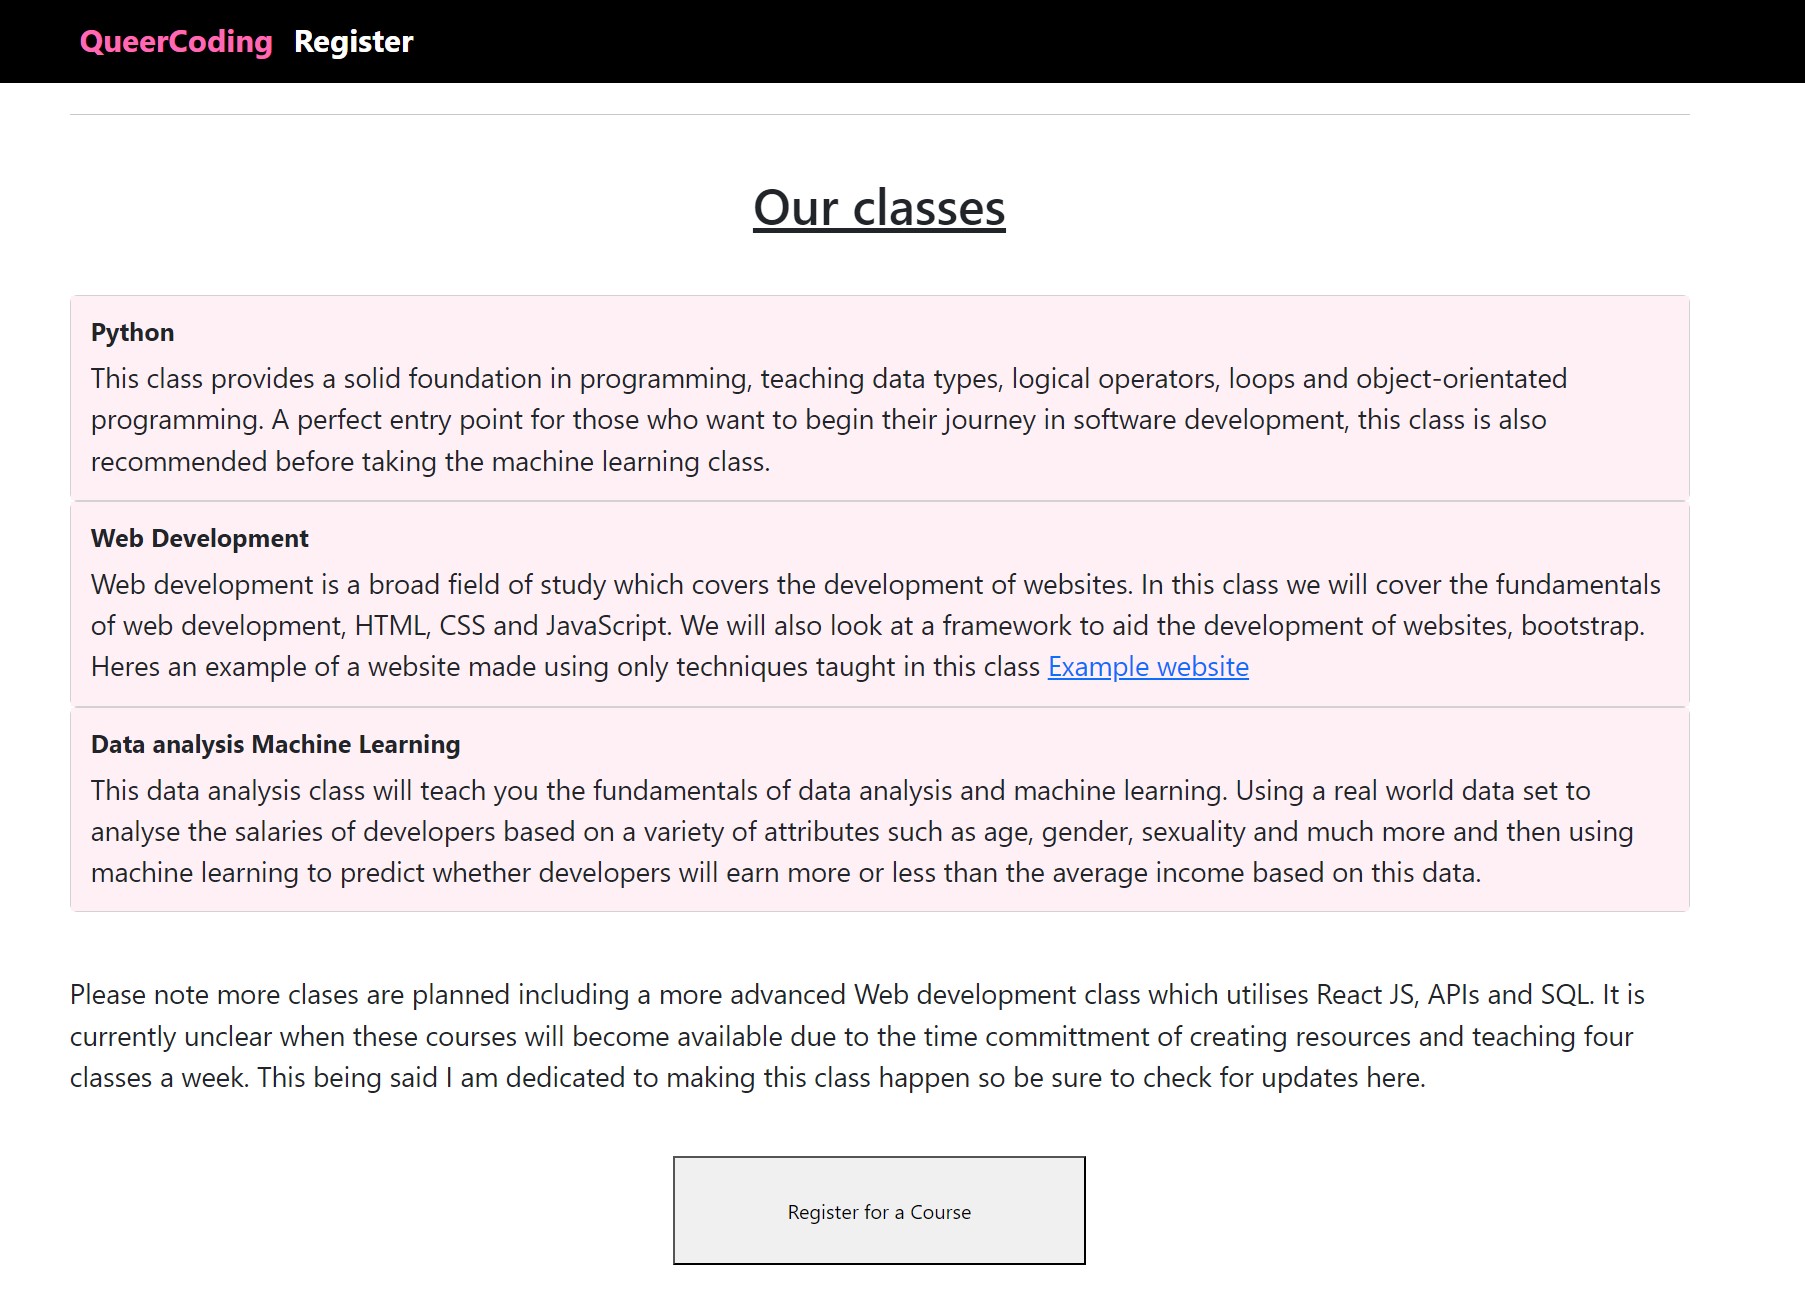 QueerCoding Register
Our classes
Python
This class provides a solid foundation in programming, teaching data types, logical operators, loops and object-orientated
programming. A perfect entry point for those who want to begin their journey in software development, this class is also
recommended before taking the machine learning class.
Web Development
Web development is a broad field of study which covers the development of websites. In this class we will cover the fundamentals
of web development, HTML, CSS and JavaScript. We will also look at a framework to aid the development of websites, bootstrap.
Heres an example of a website made using only techniques taught in this class Example website
Data analysis Machine Learning
This data analysis class will teach you the fundamentals of data analysis and machine learning. Using a real world data set to
analyse the salaries of developers based on a variety of attributes such as age, gender, sexuality and much more and then using
machine learning to predict whether developers will earn more or less than the average income based on this data.
Please note more clases are planned including a more advanced Web development class which utilises React JS, APIs and SQL. It is
currently unclear when these courses will become available due to the time committment of creating resources and teaching four
classes a week. This being said I am dedicated to making this class happen so be sure to check for updates here.
Register for a Course